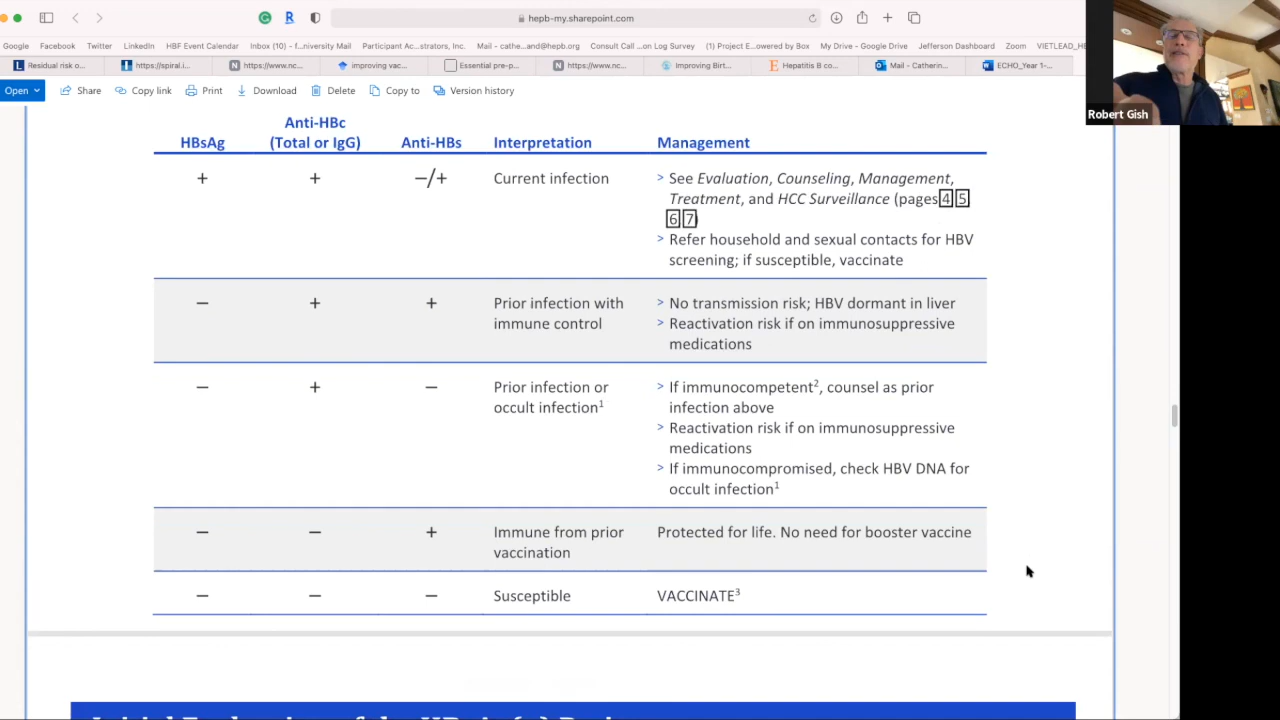 hepb-my.sharepoint.com
Google Facebook Twitter LinkedIn HBF Event Calendar Inbox (10) - f...niversity Mail Participant Ac...strators, Inc. Mail - cathe...and@hepb.org Consult Call ...on Log Survey (1) Project E...owered by Box My Drive - Google Drive Jefferson Dashboard Zoom VIETLEAD_HE
Residual risk o... https://spiral.i... https://www.nc... improving vac... Essential pre-p... https://www.nc... Improving Birt... Hepatitis B co... Mail - Catherin... ECHO_Year 1-...
Open Share Copy link Print Download Delete Copy to Version history
Robert Gish
Anti-HBc
HBsAg (Total or IgG) Anti-HBs Interpretation Management
+ + −/+ Current infection > See Evaluation, Counseling, Management,
Treatment, and HCC Surveillance (pages 4 5
6 7)
> Refer household and sexual contacts for HBV
screening; if susceptible, vaccinate
− + + Prior infection with > No transmission risk; HBV dormant in liver
immune control > Reactivation risk if on immunosuppressive
medications
− + − Prior infection or > If immunocompetent², counsel as prior
occult infection¹ infection above
> Reactivation risk if on immunosuppressive
medications
> If immunocompromised, check HBV DNA for
occult infection¹
− − + Immune from prior Protected for life. No need for booster vaccine
vaccination
− − − Susceptible VACCINATE³